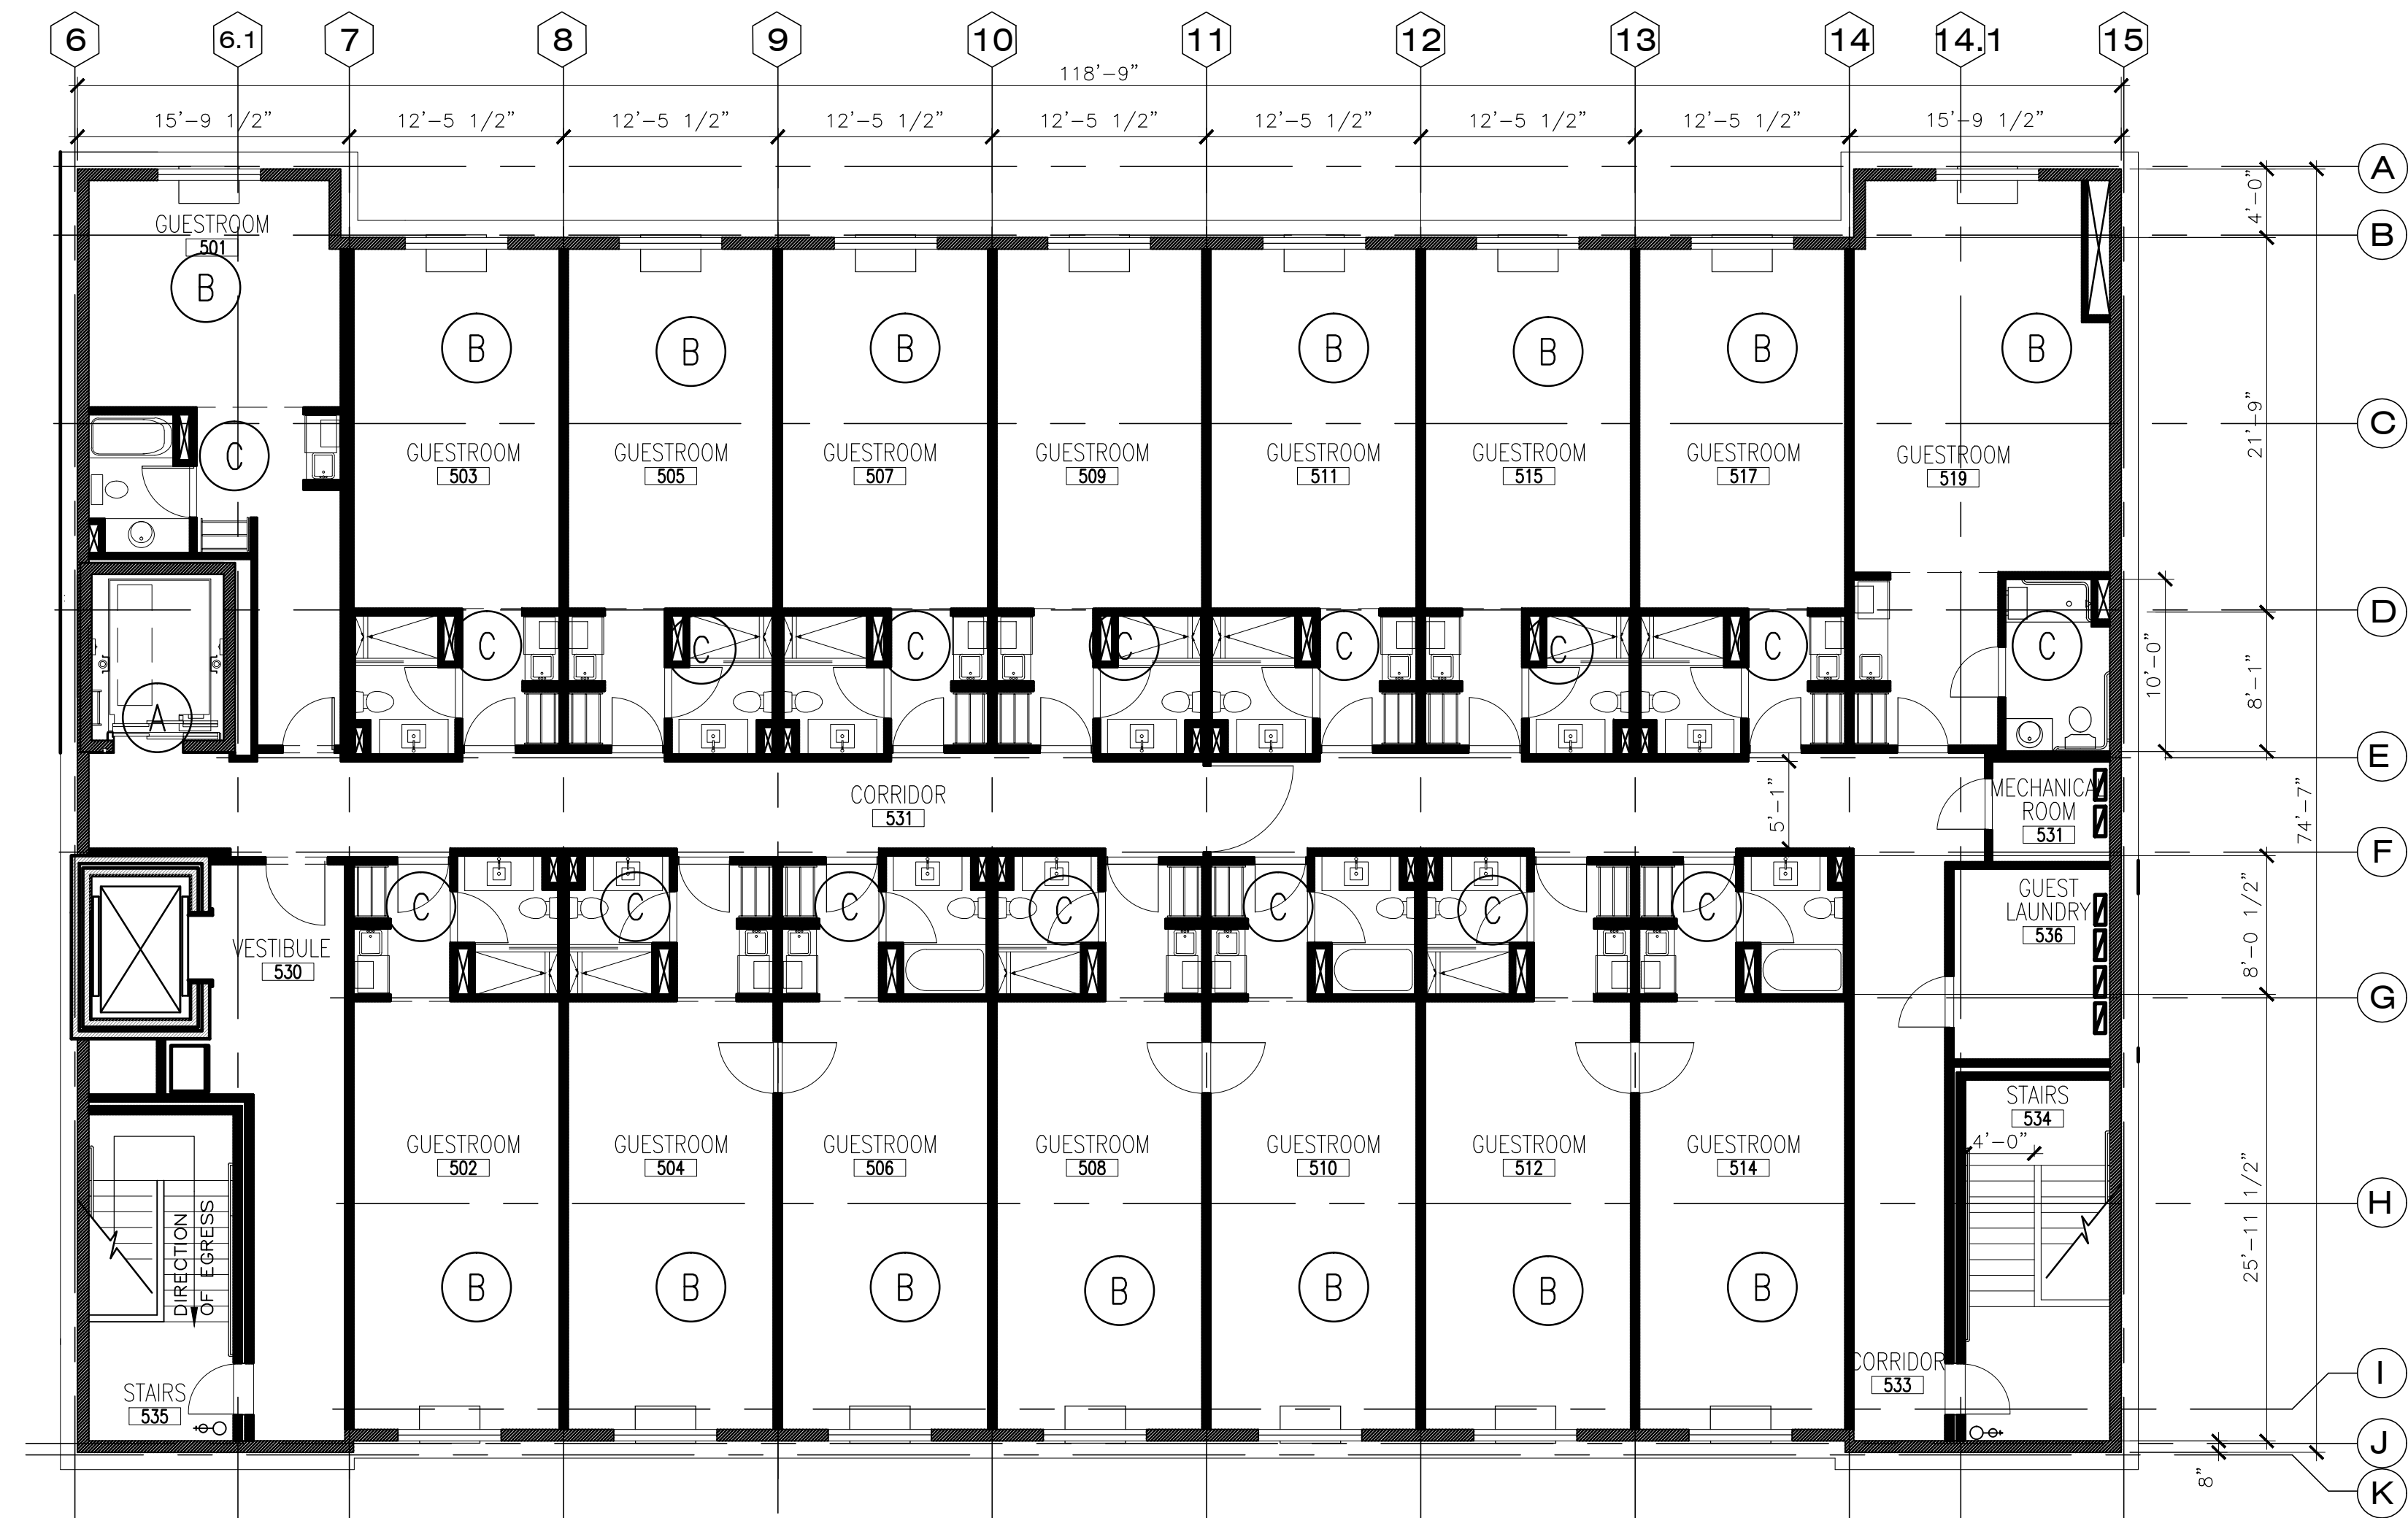 6 6.1 7 8 9 10 11 12 13 14 14.1 15
118'-9"
15'-9 1/2" 12'-5 1/2" 12'-5 1/2" 12'-5 1/2" 12'-5 1/2" 12'-5 1/2" 12'-5 1/2" 12'-5 1/2" 15'-9 1/2"
A
4'-0"
GUESTROOM
501
B
B
B B B B B B B B
C
C
21'-9"
GUESTROOM GUESTROOM GUESTROOM GUESTROOM GUESTROOM GUESTROOM GUESTROOM GUESTROOM
503 505 507 509 511 515 517 519
D
C C C C C C C
10'-0"
8'-1"
A
E
CORRIDOR
531
5'-1"
MECHANICAL
ROOM
531
74'-7"
F
C C C C C C C
GUEST
LAUNDRY
536
8'-0 1/2"
VESTIBULE
530
G
STAIRS
534
4'-0"
GUESTROOM GUESTROOM GUESTROOM GUESTROOM GUESTROOM GUESTROOM GUESTROOM
502 504 506 508 510 512 514
H
25'-11 1/2"
DIRECTION
OF EGRESS
B B B B B B B
CORRIDOR
533
I
STAIRS
535
J
8"
K